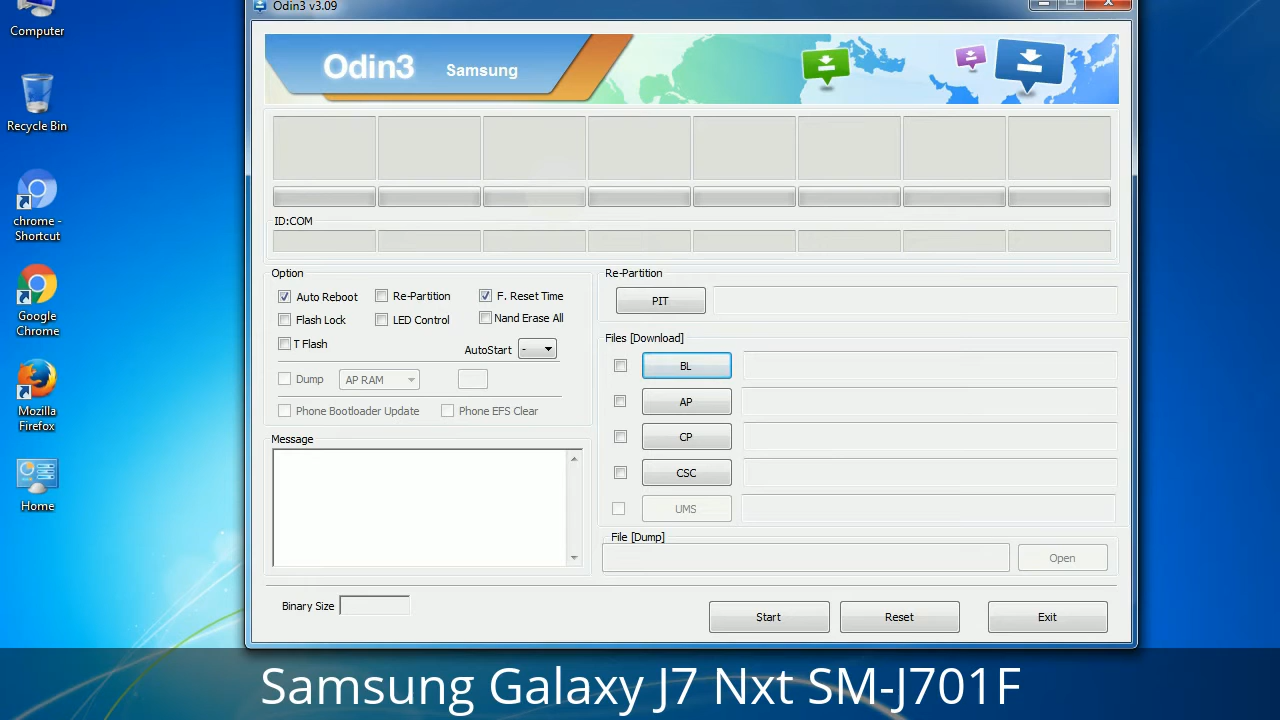 Computer
Recycle Bin
chrome -
Shortcut
Google
Chrome
Mozilla
Firefox
Home
Odin3 v3.09
Odin3 Samsung
ID:COM
Option
Auto Reboot
Re-Partition
F. Reset Time
Flash Lock
LED Control
Nand Erase All
T Flash
AutoStart -
Dump AP RAM
Phone Bootloader Update
Phone EFS Clear
Message
Re-Partition
PIT
Files [Download]
BL
AP
CP
CSC
UMS
File [Dump]
Open
Binary Size
Start
Reset
Exit
Samsung Galaxy J7 Nxt SM-J701F